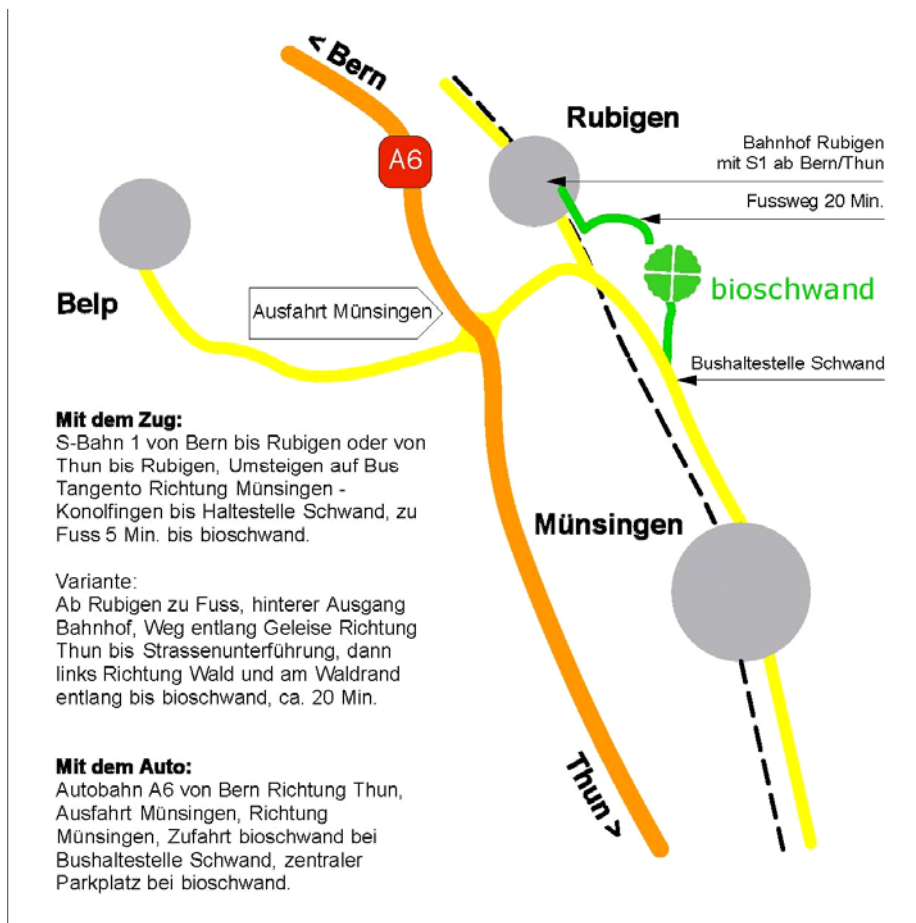 < Bern
Rubigen
A6
Bahnhof Rubigen
mit S1 ab Bern/Thun
Fussweg 20 Min.
Belp
Ausfahrt Münsingen
bioschwand
Bushaltestelle Schwand
Mit dem Zug:
S-Bahn 1 von Bern bis Rubigen oder von
Thun bis Rubigen, Umsteigen auf Bus
Tangento Richtung Münsingen -
Konolfingen bis Haltestelle Schwand, zu
Fuss 5 Min. bis bioschwand.
Münsingen
Variante:
Ab Rubigen zu Fuss, hinterer Ausgang
Bahnhof, Weg entlang Geleise Richtung
Thun bis Strassenunterführung, dann
links Richtung Wald und am Waldrand
entlang bis bioschwand, ca. 20 Min.
Mit dem Auto:
Autobahn A6 von Bern Richtung Thun,
Ausfahrt Münsingen, Richtung
Münsingen, Zufahrt bioschwand bei
Bushaltestelle Schwand, zentraler
Parkplatz bei bioschwand.
Thun >